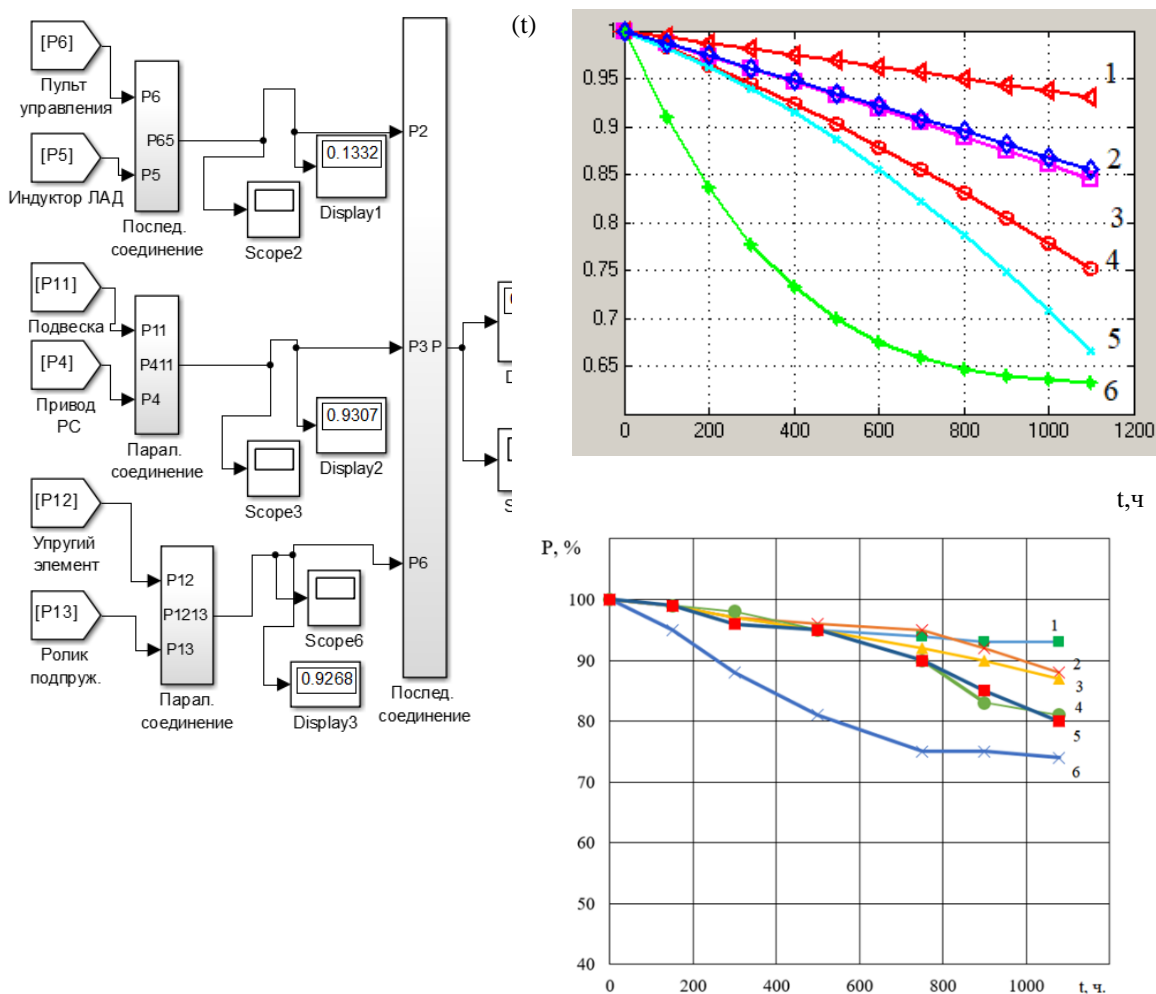 [P6]
Пульт
управления
[P5]
Индуктор ЛАД
P6
P65
P5
Послед.
соединение
Scope2
0.1332
Display1
P2
[P11]
Подвеска
[P4]
Привод
РС
P11
P411
P4
Парал.
соединение
Scope3
0.9307
Display2
P3 P
[P12]
Упругий
элемент
[P13]
Ролик
подпруж.
P12
P1213
P13
Парал.
соединение
Scope6
0.9268
Display3
P6
Послед.
соединение
(t)
1
0.95
0.9
0.85
0.8
0.75
0.7
0.65
0
200
400
600
800
1000
1200
1
2
3
4
5
6
t,ч
P, %
100
90
80
70
60
50
40
0
200
400
600
800
1000
t, ч.
1
2
3
4
5
6